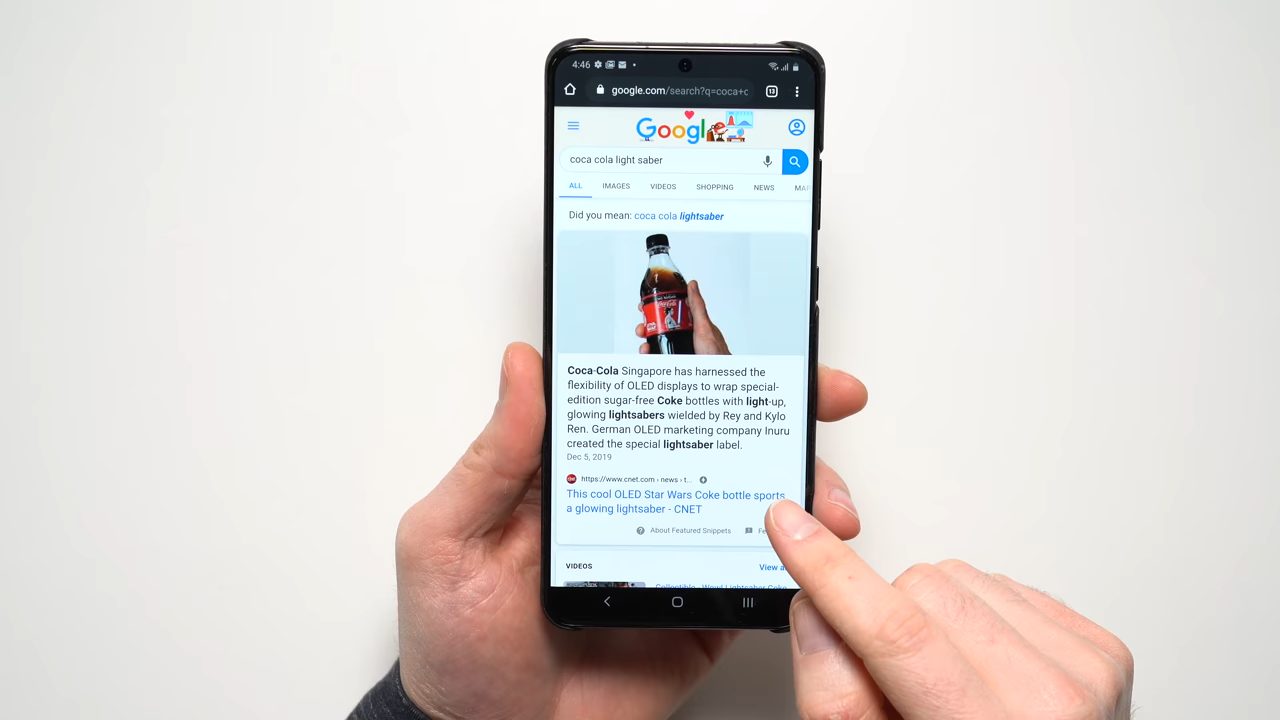 4:46
google.com/search?q=coca+c
13
Googl
coca cola light saber
ALL IMAGES VIDEOS SHOPPING NEWS
Did you mean: coca cola lightsaber
Coca-Cola Singapore has harnessed the
flexibility of OLED displays to wrap special-
edition sugar-free Coke bottles with light-up,
glowing lightsabers wielded by Rey and Kylo
Ren. German OLED marketing company Inuru
created the special lightsaber label.
Dec 5, 2019
https://www.cnet.com › news › t...
This cool OLED Star Wars Coke bottle sports
a glowing lightsaber - CNET
About Featured Snippets
VIDEOS
View a